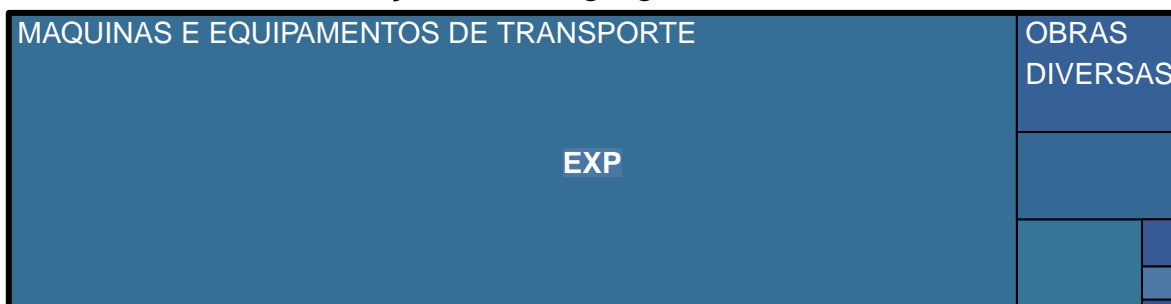 MAQUINAS E EQUIPAMENTOS DE TRANSPORTE
OBRAS
DIVERSAS
EXP